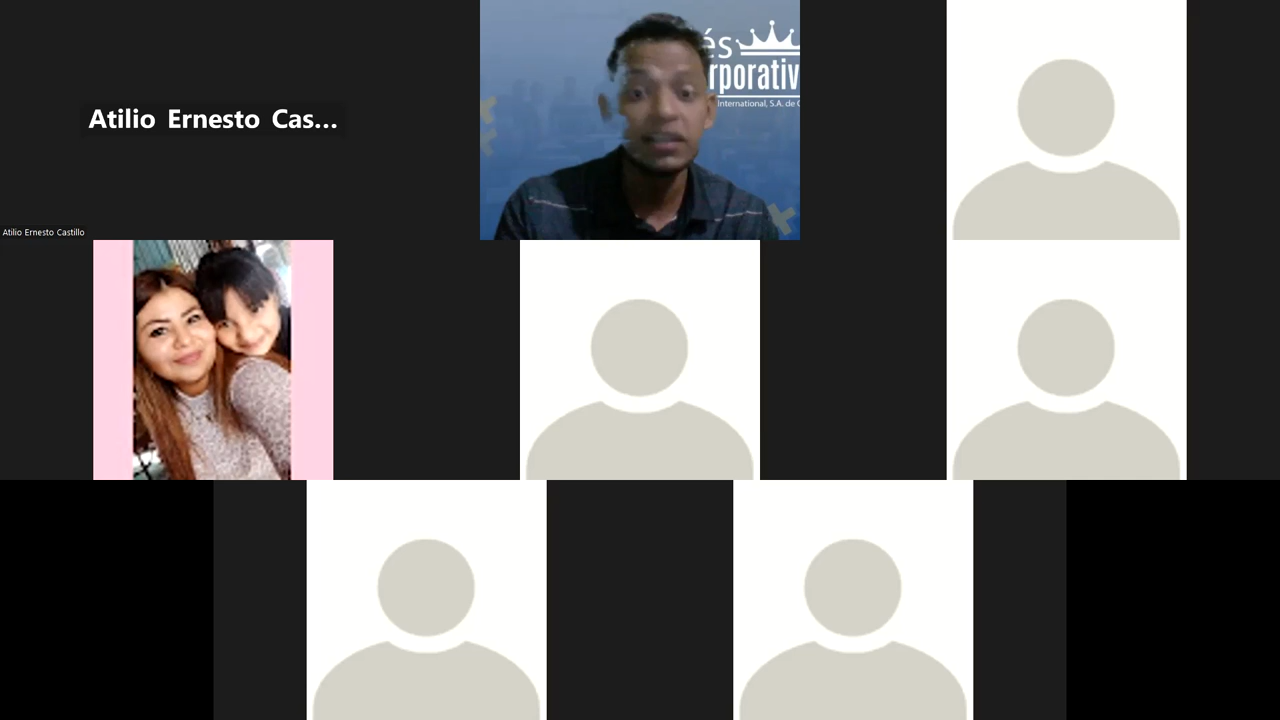 Atilio Ernesto Cas...
Atilio Ernesto Castillo
és
rporativ
International, S.A. de C